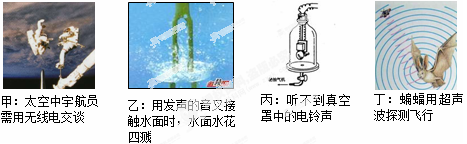 甲：太空中宇航员
需用无线电交谈
乙：用发声的音叉接
触水面时，水面水花
四溅
丙：听不到真空
罩中的电铃声
丁：蝙蝠用超声
波探测飞行